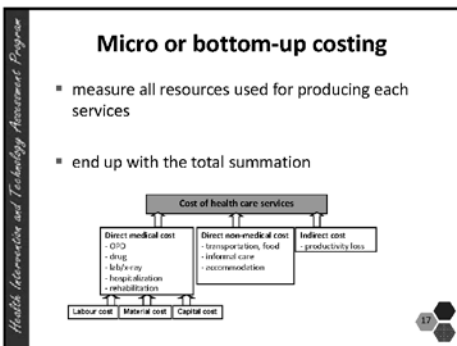 Health Intervention and Technology Assessment Program
Micro or bottom-up costing
▪ measure all resources used for producing each
services
▪ end up with the total summation
Cost of health care services
Direct medical cost
- OPD
- drug
- lab/x-ray
- hospitalization
- rehabilitation
Direct non-medical cost
- transportation, food
- informal care
- accommodation
Indirect cost
- productivity loss
Labour cost
Material cost
Capital cost
17